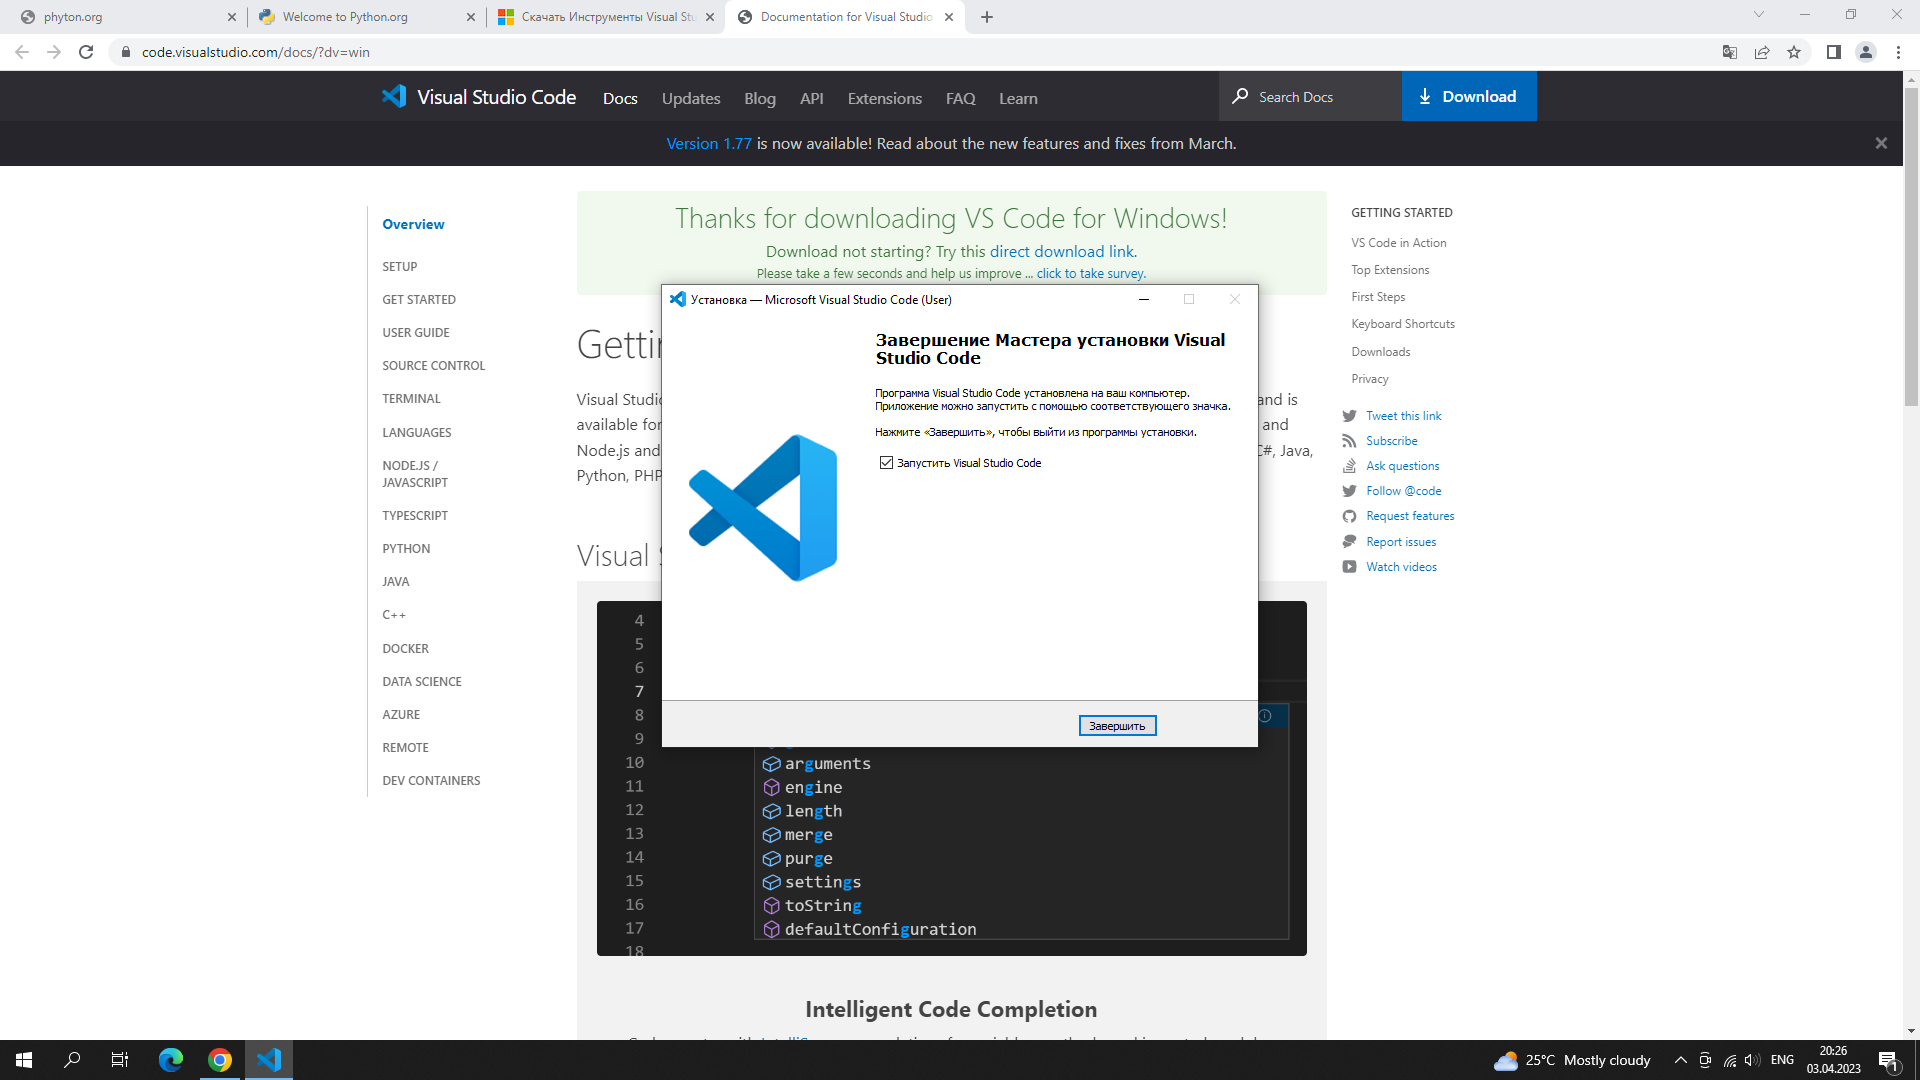 phyton.org
Welcome to Python.org
Скачать Инструменты Visual Stu
Documentation for Visual Studio
code.visualstudio.com/docs/?dv=win
Visual Studio Code
Docs
Updates
Blog
API
Extensions
FAQ
Learn
Search Docs
Download
Version 1.77 is now available! Read about the new features and fixes from March.
Overview
SETUP
GET STARTED
USER GUIDE
SOURCE CONTROL
TERMINAL
LANGUAGES
NODE.JS /
JAVASCRIPT
TYPESCRIPT
PYTHON
JAVA
C++
DOCKER
DATA SCIENCE
AZURE
REMOTE
DEV CONTAINERS
Thanks for downloading VS Code for Windows!
Download not starting? Try this direct download link.
Please take a few seconds and help us improve ... click to take survey.
Getti
Visual Studi
and is
available for
and
Node.js and
C#, Java,
Python, PHP
Visual S
Установка — Microsoft Visual Studio Code (User)
Завершение Мастера установки Visual
Studio Code
Программа Visual Studio Code установлена на ваш компьютер.
Приложение можно запустить с помощью соответствующего значка.
Нажмите «Завершить», чтобы выйти из программы установки.
Запустить Visual Studio Code
Завершить
4
5
6
7
8
9
10 arguments
11 engine
12 length
13 merge
14 purge
15 settings
16 toString
17 defaultConfiguration
18
Intelligent Code Completion
GETTING STARTED
VS Code in Action
Top Extensions
First Steps
Keyboard Shortcuts
Downloads
Privacy
Tweet this link
Subscribe
Ask questions
Follow @code
Request features
Report issues
Watch videos
25°C Mostly cloudy
ENG
20:26
03.04.2023
1